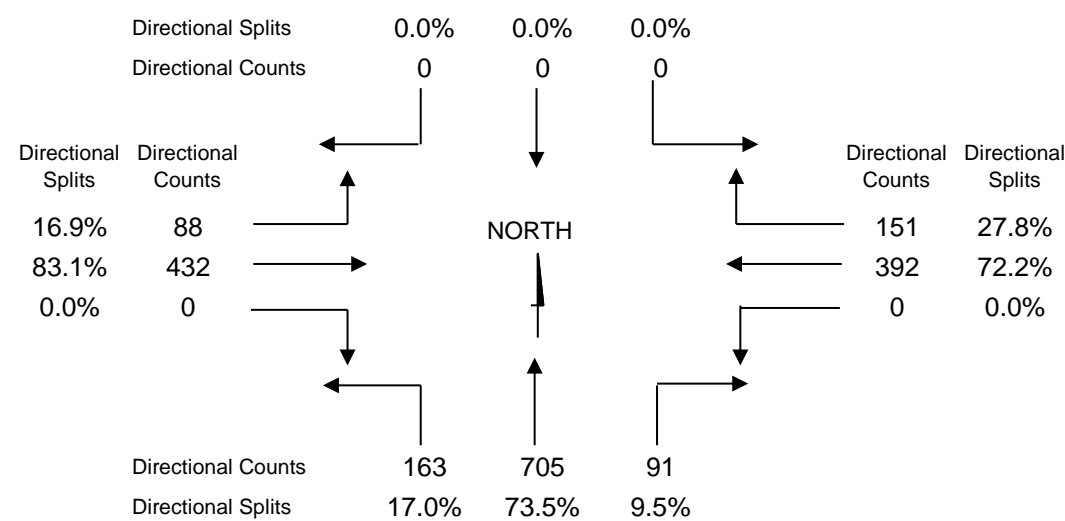 Directional Splits 0.0% 0.0% 0.0%
Directional Counts 0 0 0
Directional Directional Directional Directional
Splits Counts Counts Splits
16.9% 88 151 27.8%
NORTH
83.1% 432 392 72.2%
0.0% 0 0 0.0%
Directional Counts 163 705 91
Directional Splits 17.0% 73.5% 9.5%